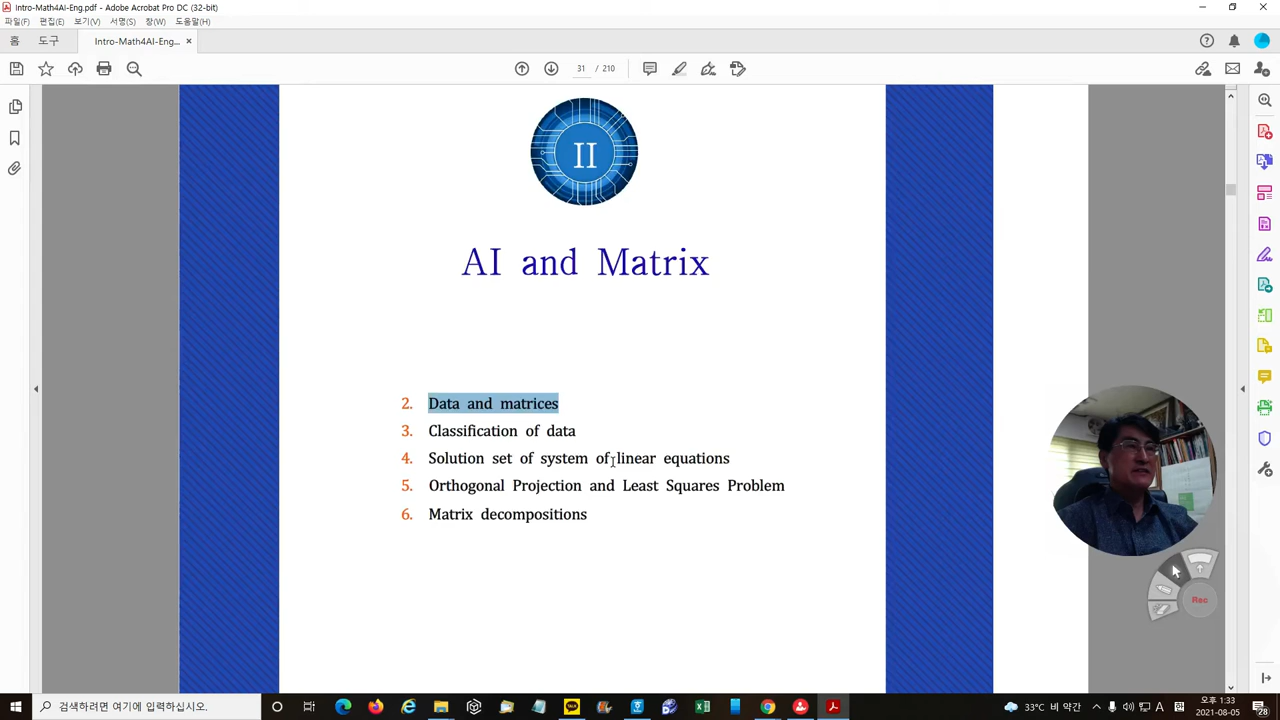 Intro-Math4AI-Eng.pdf - Adobe Acrobat Pro DC (32-bit)
파일(F) 편집(E) 보기(V) 서명(S) 창(W) 도움말(H)
홈 도구 Intro-Math4AI-Eng... ×
31 / 210
II
AI and Matrix
2. Data and matrices
3. Classification of data
4. Solution set of system of linear equations
5. Orthogonal Projection and Least Squares Problem
6. Matrix decompositions
Rec
검색하려면 여기에 입력하십시오.
TALK
33°C 비 약간
A
오후 1:33
2021-08-05
28